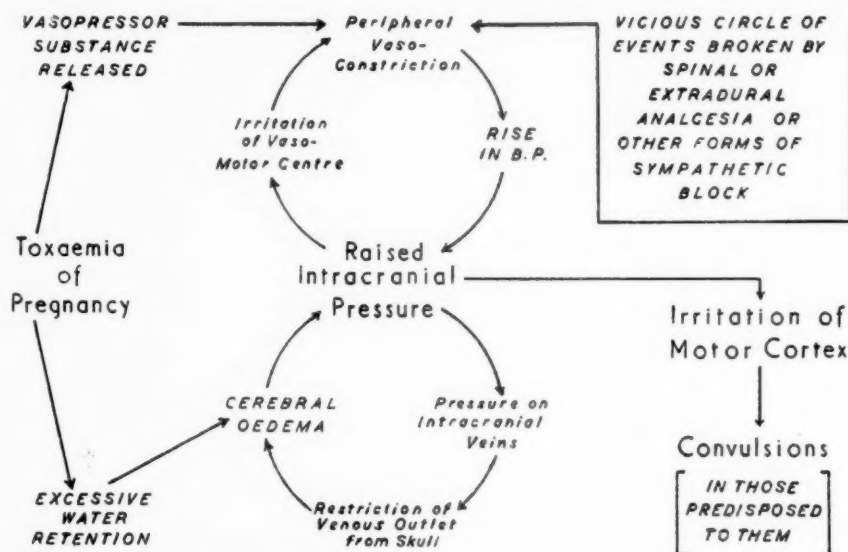 VASOPRESSOR
SUBSTANCE
RELEASED
Peripheral
Vaso-
Constriction
VICIOUS CIRCLE OF
EVENTS BROKEN BY
SPINAL OR
EXTRADURAL
ANALGESIA OR
OTHER FORMS OF
SYMPATHETIC
BLOCK
Irritation
of Vaso-
Motor Centre
RISE
IN B.P.
Toxaemia
of
Pregnancy
Raised
Intracranial
Pressure
Irritation of
Motor Cortex
CEREBRAL
OEDEMA
Pressure on
Intracranial
Veins
Convulsions
IN THOSE
PREDISPOSED
TO THEM
EXCESSIVE
WATER
RETENTION
Restriction of
Venous Outlet
from Skull